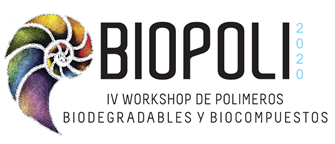 BIOPOLI 2020
IV WORKSHOP DE POLIMEROS
BIODEGRADABLES Y BIOCOMPUESTOS